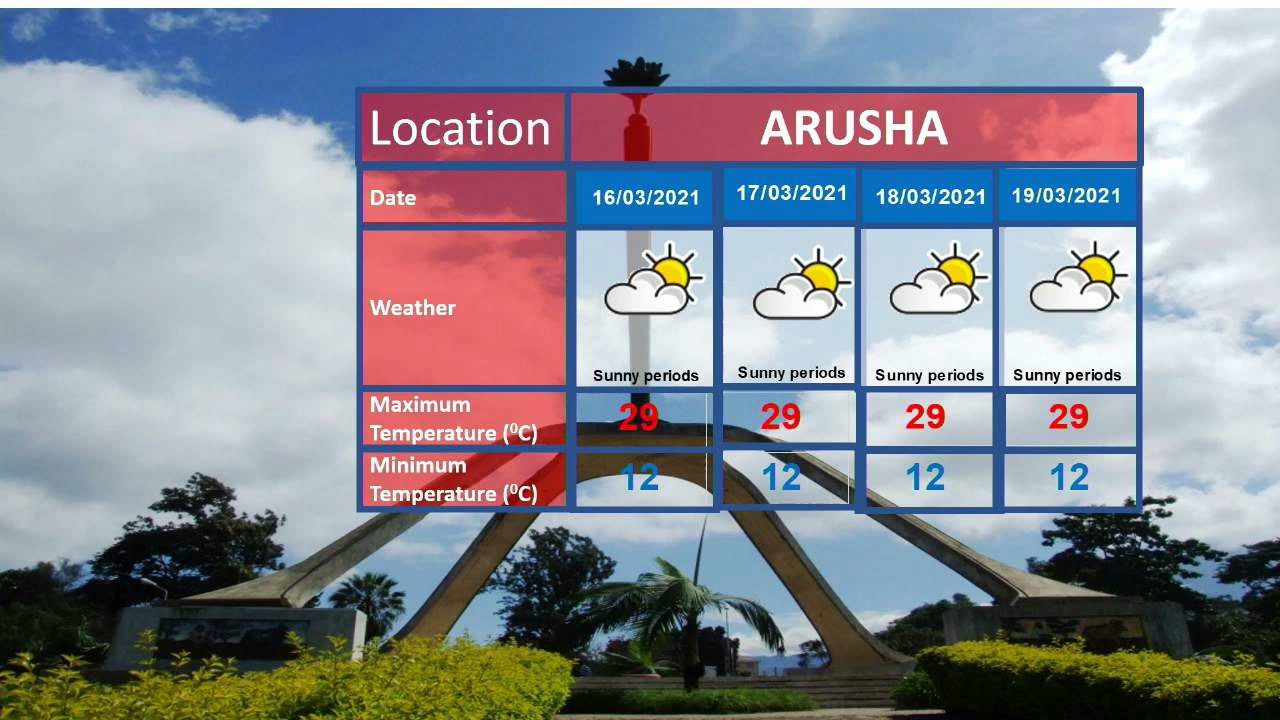 Location ARUSHA
Date 16/03/2021 17/03/2021 18/03/2021 19/03/2021
Weather Sunny periods Sunny periods Sunny periods Sunny periods
Maximum
Temperature (⁰C) 29 29 29 29
Minimum
Temperature (⁰C) 12 12 12 12